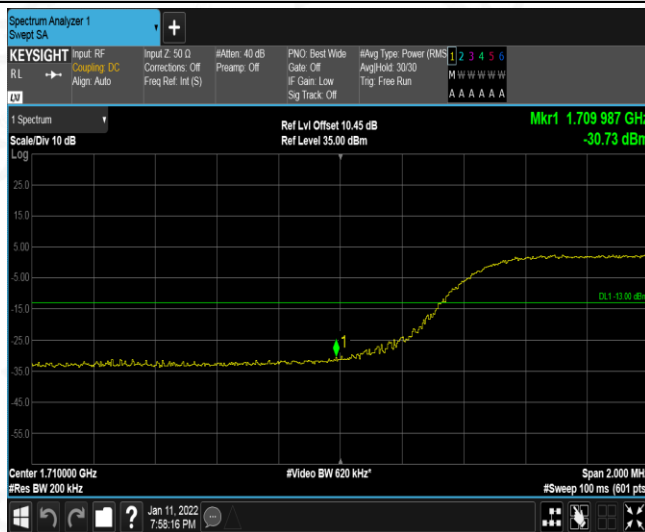 Spectrum Analyzer 1
Swept SA
+
KEYSIGHT
RL
LXI
Input: RF
Coupling: DC
Align: Auto
Input Z: 50 Ω
Corrections: Off
Freq Ref: Int (S)
#Atten: 40 dB
Preamp: Off
PNO: Best Wide
Gate: Off
IF Gain: Low
Sig Track: Off
#Avg Type: Power (RMS
Avg|Hold: 30/30
Trig: Free Run
1 2 3 4 5 6
M W W W W W
A A A A A A
1 Spectrum
Scale/Div 10 dB
Log
Ref Lvl Offset 10.45 dB
Ref Level 35.00 dBm
Mkr1 1.709 987 GHz
-30.73 dBm
25.0
15.0
5.00
-5.00
-15.0
-25.0
-35.0
-45.0
-55.0
DL1 -13.00 dBm
1
Center 1.710000 GHz
#Res BW 200 kHz
#Video BW 620 kHz*
Span 2.000 MHz
#Sweep 100 ms (601 pts
?
Jan 11, 2022
7:58:16 PM